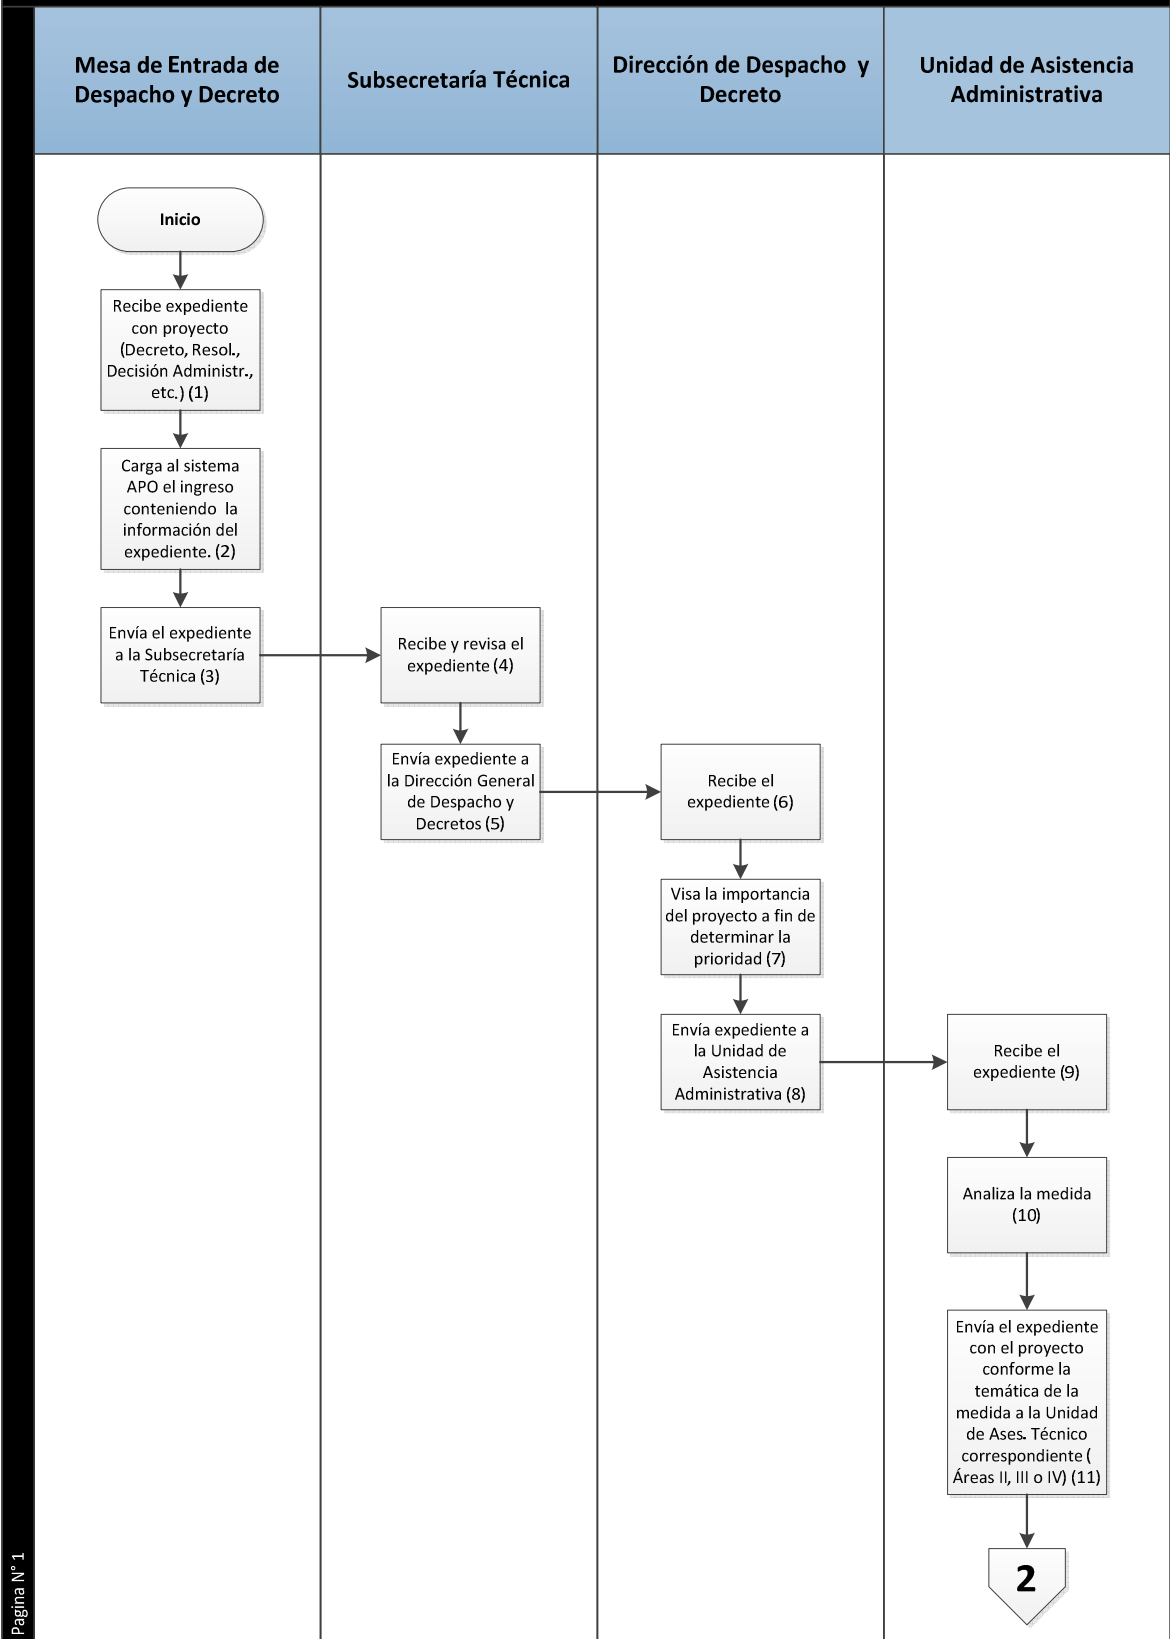 Mesa de Entrada de
Despacho y Decreto
Subsecretaría Técnica
Dirección de Despacho y
Decreto
Unidad de Asistencia
Administrativa
Inicio
Recibe expediente
con proyecto
(Decreto, Resol.,
Decisión Administr.,
etc.) (1)
Carga al sistema
APO el ingreso
conteniendo la
información del
expediente. (2)
Envía el expediente
a la Subsecretaría
Técnica (3)
Recibe y revisa el
expediente (4)
Envía expediente a
la Dirección General
de Despacho y
Decretos (5)
Recibe el
expediente (6)
Visa la importancia
del proyecto a fin de
determinar la
prioridad (7)
Envía expediente a
la Unidad de
Asistencia
Administrativa (8)
Recibe el
expediente (9)
Analiza la medida
(10)
Envía el expediente
con el proyecto
conforme la
temática de la
medida a la Unidad
de Ases. Técnico
correspondiente (
Áreas II, III o IV) (11)
2
Pagina N° 1